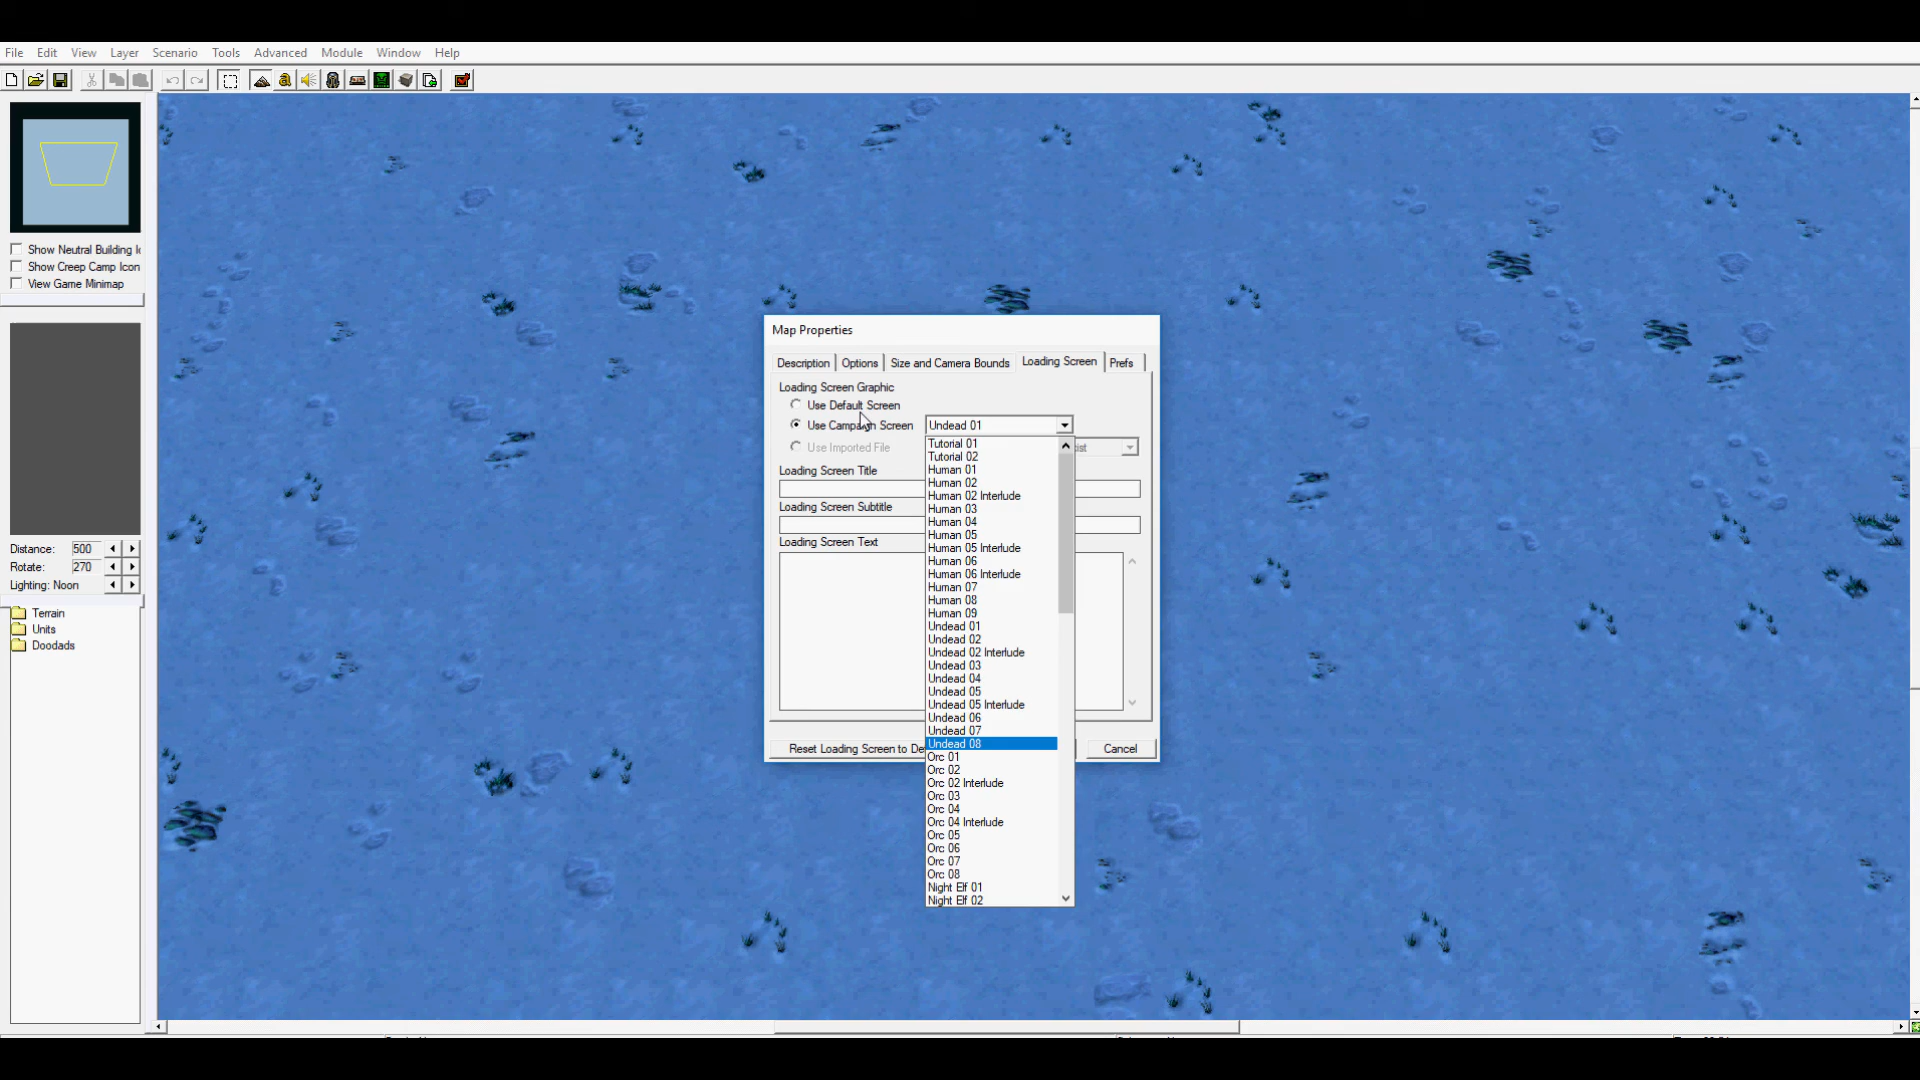 File Edit View Layer Scenario Tools Advanced Module Window Help
Show Neutral Building Ic
Show Creep Camp Icon
View Game Minimap
Distance: 500
Rotate: 270
Lighting: Noon
Terrain
Units
Doodads
Map Properties
Description Options Size and Camera Bounds Loading Screen Prefs
Loading Screen Graphic
Use Default Screen
Use Campaign Screen Undead 01
Use Imported File
Loading Screen Title
Loading Screen Subtitle
Loading Screen Text
Tutorial 01
Tutorial 02
Human 01
Human 02
Human 02 Interlude
Human 03
Human 04
Human 05
Human 05 Interlude
Human 06
Human 06 Interlude
Human 07
Human 08
Human 09
Undead 01
Undead 02
Undead 02 Interlude
Undead 03
Undead 04
Undead 05
Undead 05 Interlude
Undead 06
Undead 07
Undead 08
Orc 01
Orc 02
Orc 02 Interlude
Orc 03
Orc 04
Orc 04 Interlude
Orc 05
Orc 06
Orc 07
Orc 08
Night Elf 01
Night Elf 02
Reset Loading Screen to De
Cancel